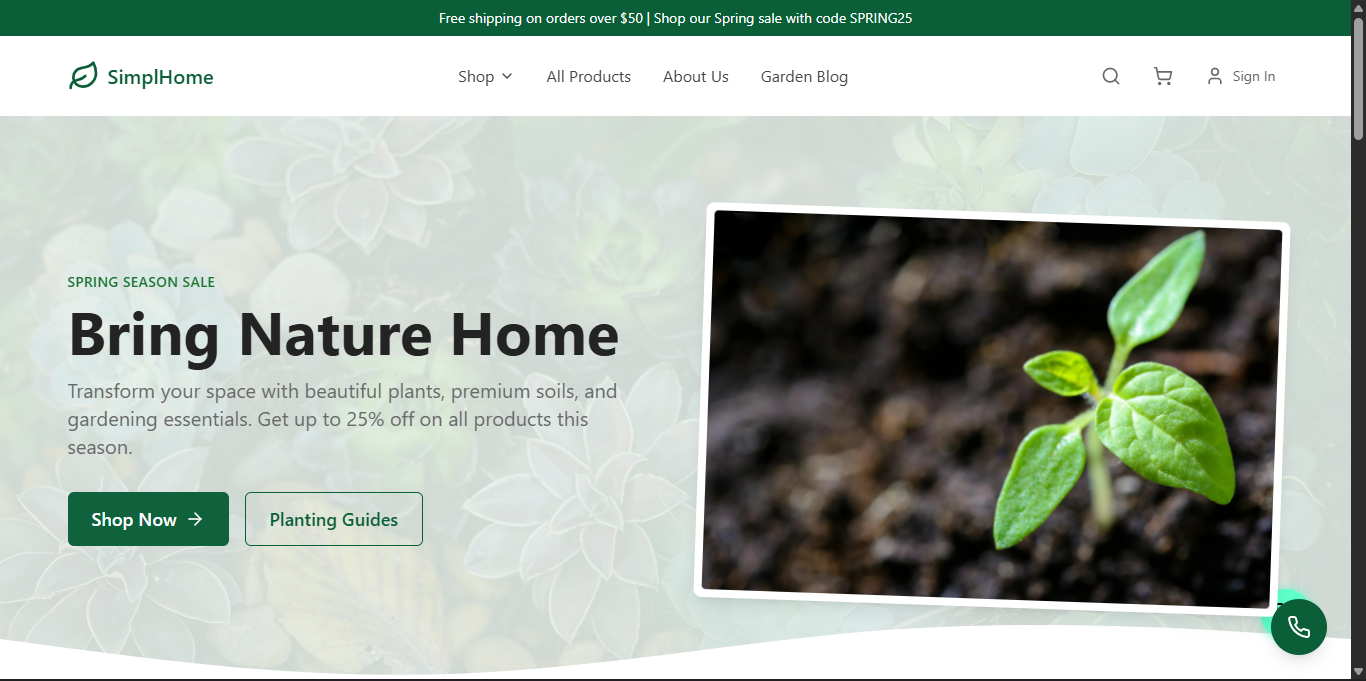 Free shipping on orders over $50 | Shop our Spring sale with code SPRING25
SimplHome
Shop
All Products
About Us
Garden Blog
Sign In
SPRING SEASON SALE
Bring Nature Home
Transform your space with beautiful plants, premium soils, and
gardening essentials. Get up to 25% off on all products this
season.
Shop Now
Planting Guides